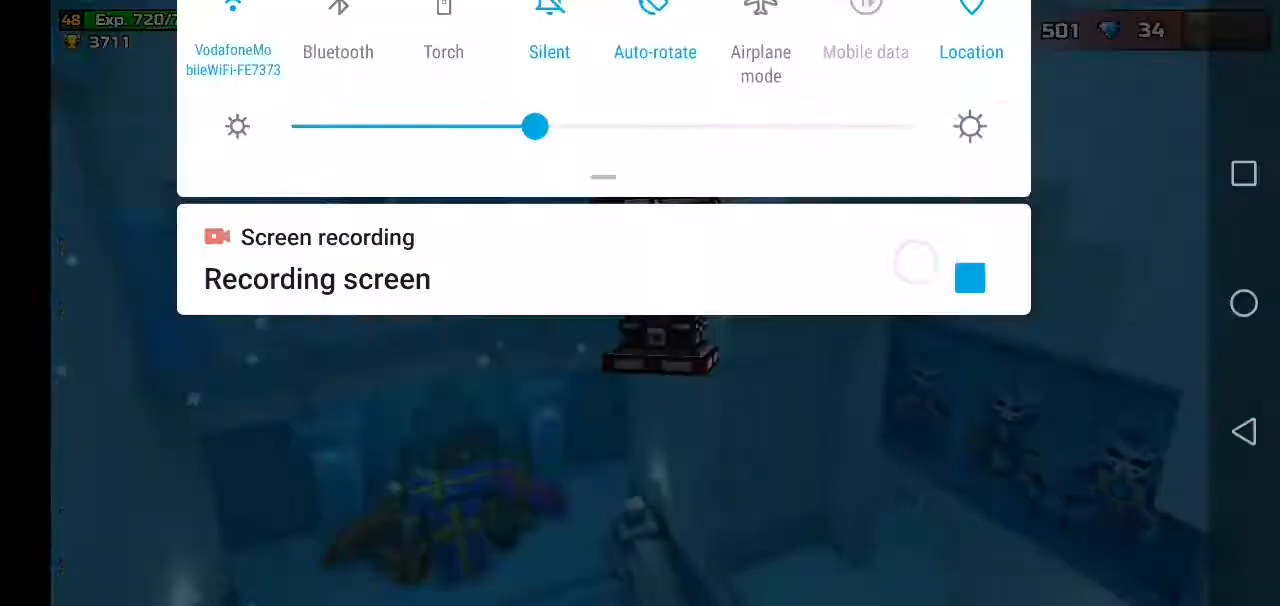 48 Exp. 720/7
3711
501 34
VodafoneMo
bileWiFi-FE7373
Bluetooth
Torch
Silent
Auto-rotate
Airplane
mode
Mobile data
Location
Screen recording
Recording screen